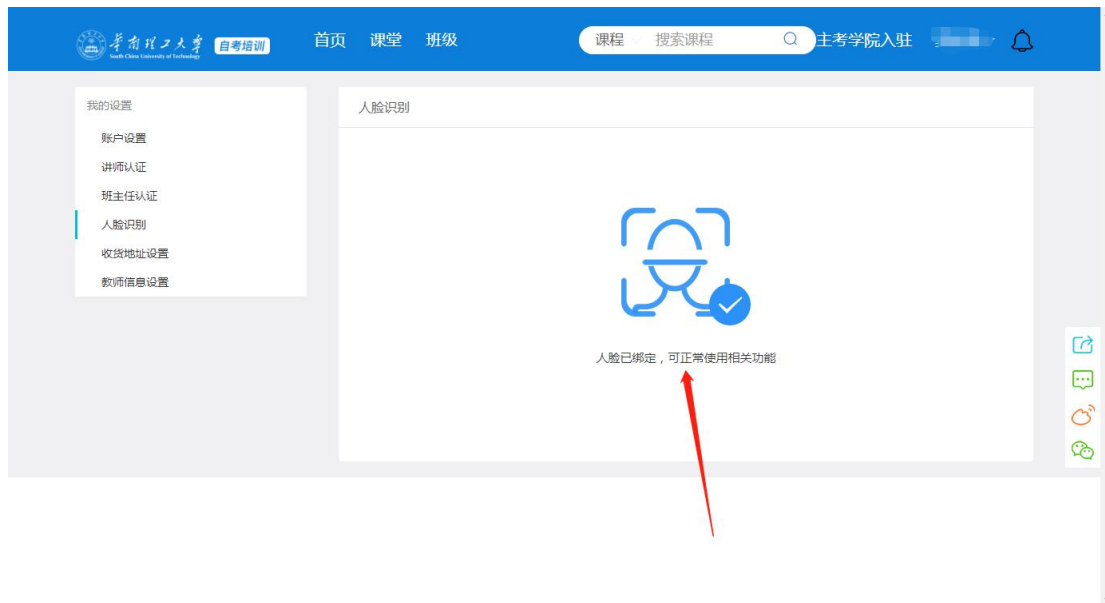 华南理工大学
South China University of Technology
自考培训
首页 课堂 班级
课程 搜索课程
主考学院入驻
我的设置
账户设置
讲师认证
班主任认证
人脸识别
收货地址设置
教师信息设置
人脸识别
人脸已绑定，可正常使用相关功能